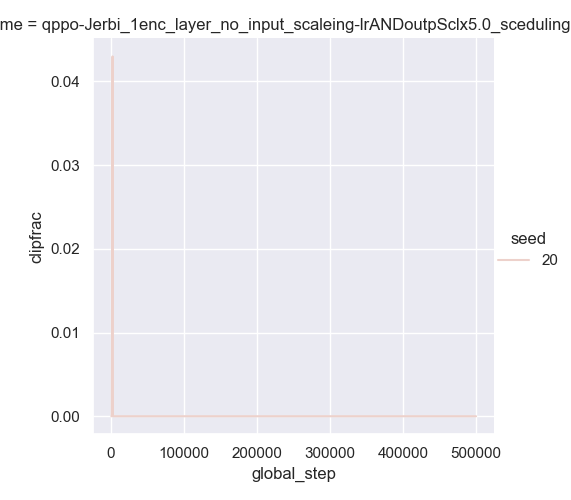 me = qppo-Jerbi_1enc_layer_no_input_scaleing-lrANDoutpSclx5.0_sceduling
0.04
0.03
clipfrac
0.02
0.01
0.00
seed
20
0 100000 200000 300000 400000 500000
global_step